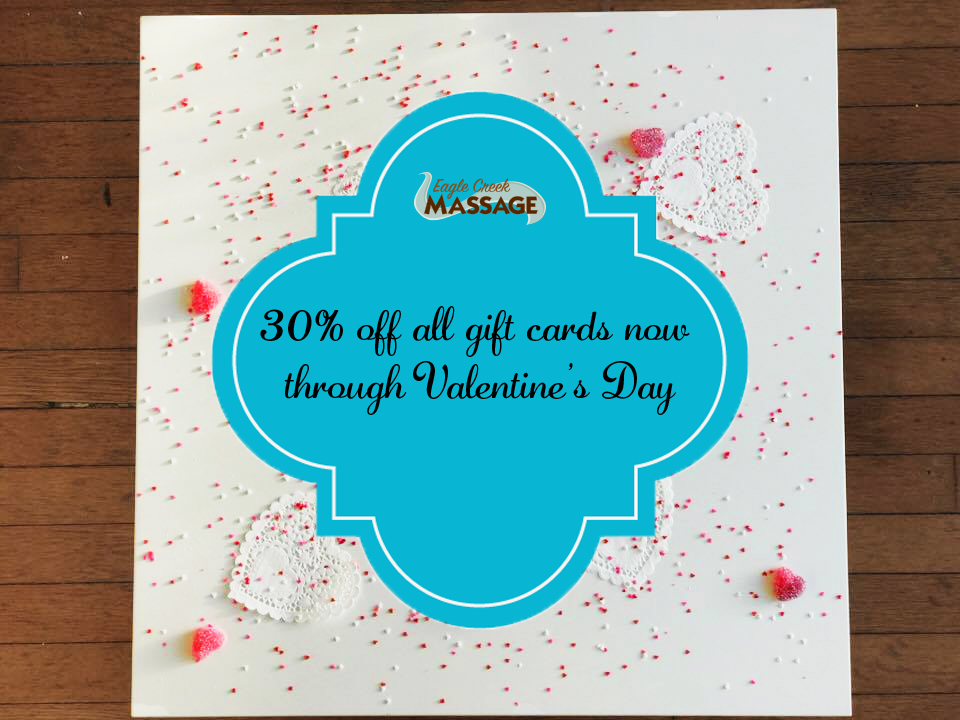 Eagle Creek
MASSAGE
30% off all gift cards now
through Valentine's Day